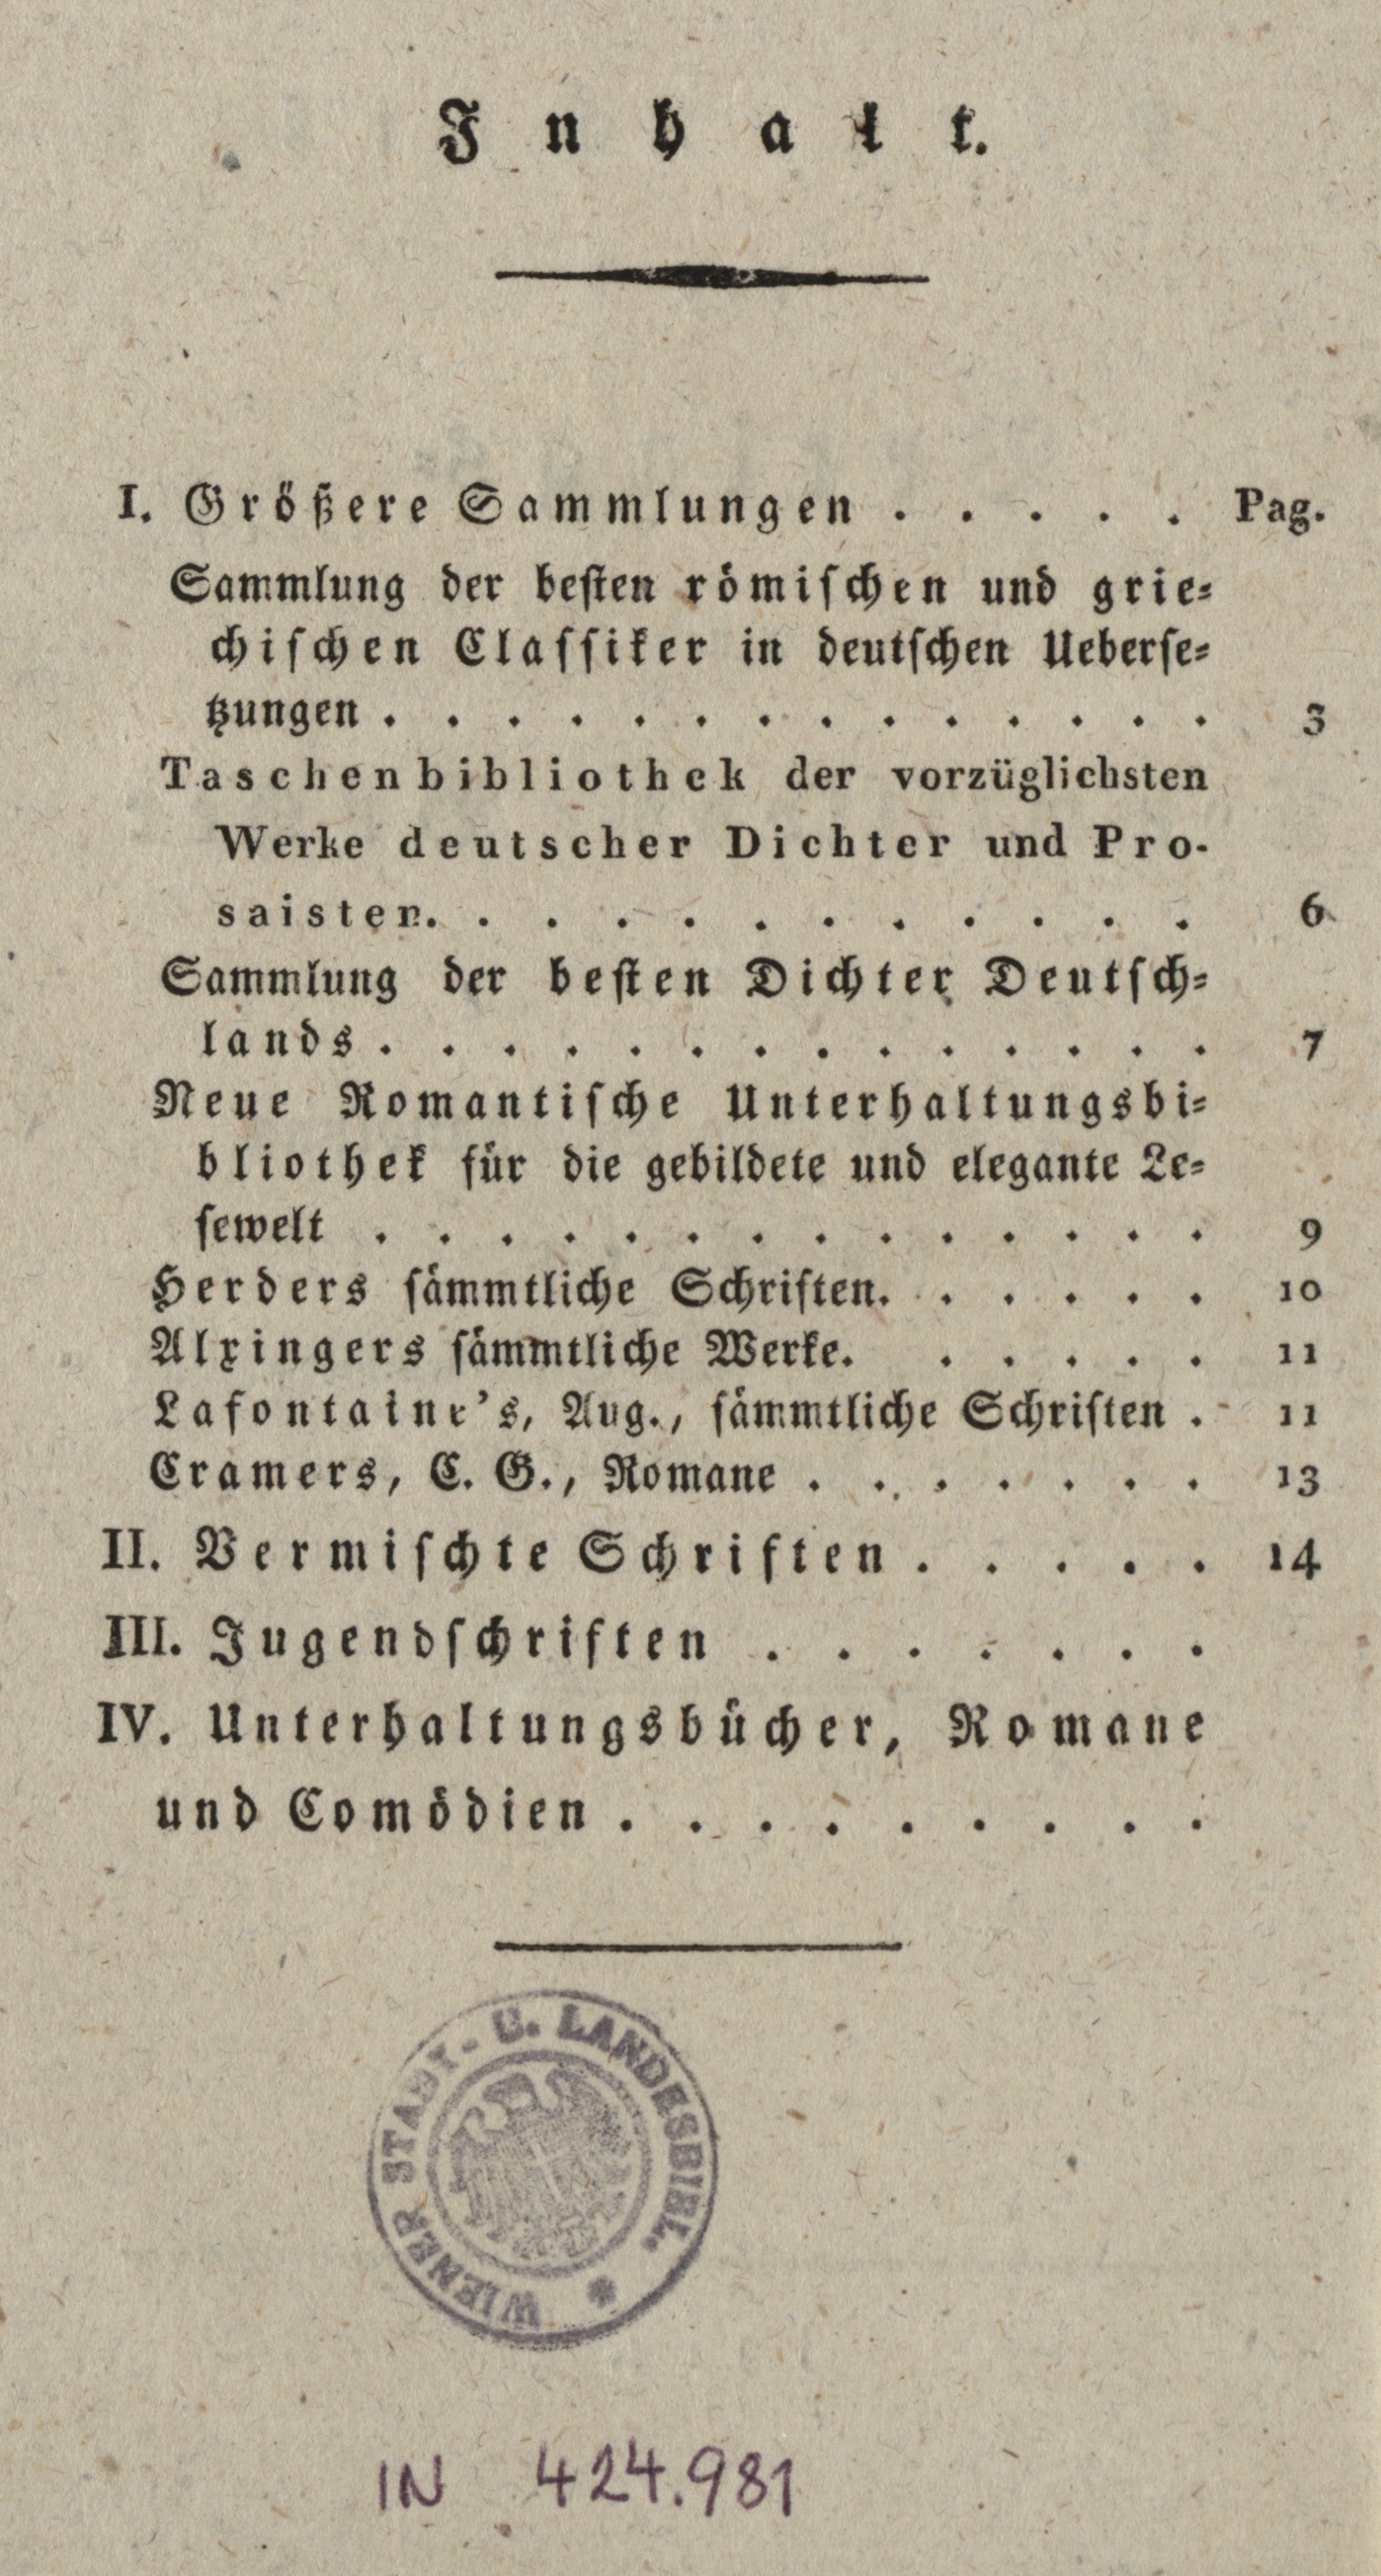 Inhalt.
I. Größere Sammlungen . . . . . Pag.
Sammlung der besten römischen und grie-
chischen Classiker in deutschen Ueberse-
tzungen . . . . . . . . . . . . . . 3
Taschenbibliothek der vorzüglichsten
Werke deutscher Dichter und Pro-
saisten. . . . . . . . . . . . 6
Sammlung der besten Dichter Deutsch-
lands . . . . . . . . . . . . . . 7
Neue Romantische Unterhaltungsbi-
bliothek für die gebildete und elegante Le-
sewelt . . . . . . . . . . . . . . 9
Herders sämmtliche Schriften. . . . . . 10
Alxingers sämmtliche Werke. . . . . . 11
Lafontaine's, Aug., sämmtliche Schriften . 11
Cramers, C. G., Romane . . . . . . . 13
II. Vermischte Schriften . . . . . 14
III. Jugendschriften . . . . . . .
IV. Unterhaltungsbücher, Romane
und Comödien . . . . . . . . .
WIENER STADT- U. LANDESBIBL. *
IN 424.981